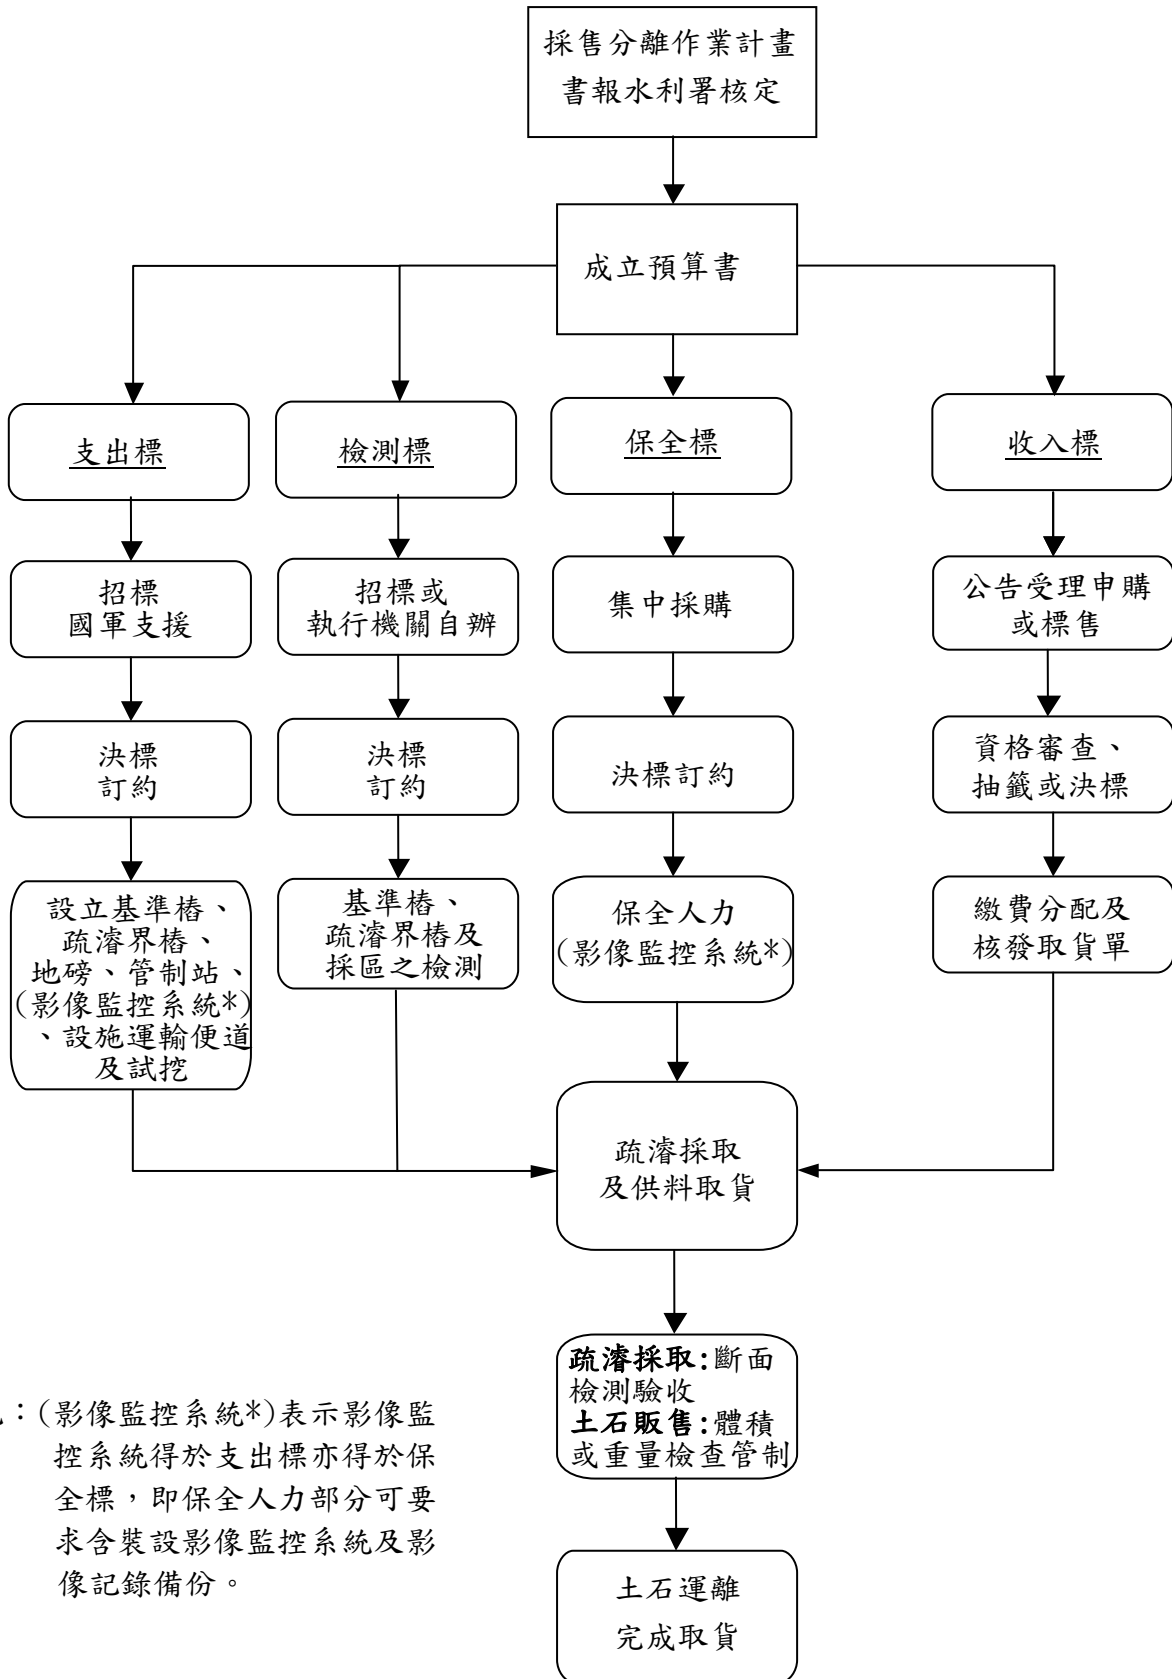 採售分離作業計畫
書報水利署核定
成立預算書
支出標
檢測標
保全標
收入標
招標
國軍支援
招標或
執行機關自辦
集中採購
公告受理申購
或標售
決標
訂約
決標
訂約
決標訂約
資格審查、
抽籤或決標
設立基準樁、
疏濬界樁、
地磅、管制站、
(影像監控系統*)
、設施運輸便道
及試挖
基準樁、
疏濬界樁及
採區之檢測
保全人力
(影像監控系統*)
繳費分配及
核發取貨單
疏濬採取
及供料取貨
疏濬採取:斷面
檢測驗收
土石販售:體積
或重量檢查管制
：(影像監控系統*)表示影像監
控系統得於支出標亦得於保
全標，即保全人力部分可要
求含裝設影像監控系統及影
像記錄備份。
土石運離
完成取貨